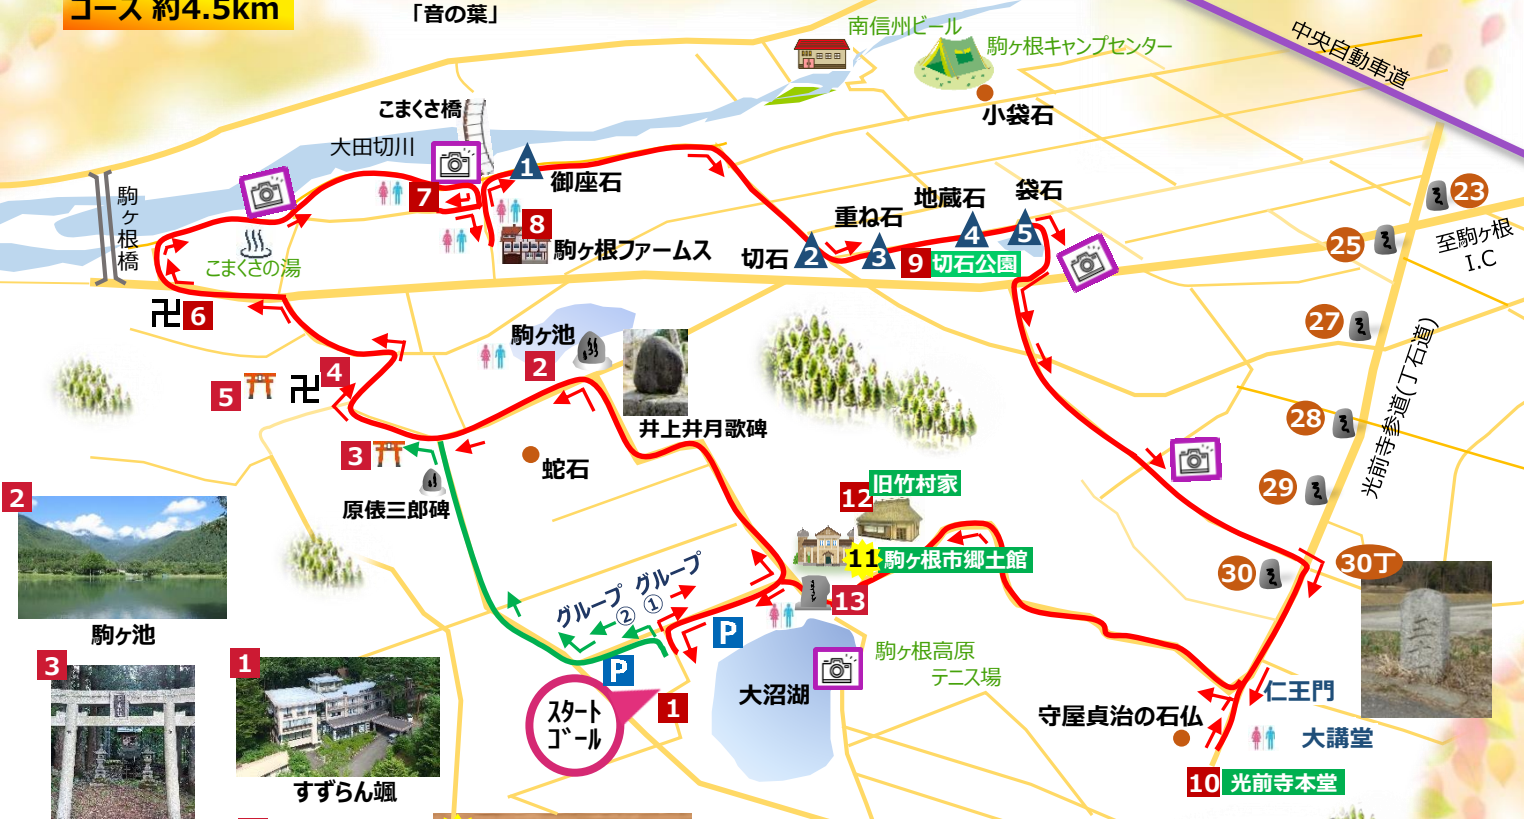 コース 約4.5km
「音の葉」
南信州ビール
駒ヶ根キャンプセンター
中央自動車道
小袋石
こまくさ橋
大田切川
1
御座石
7
8
駒ヶ根ファームス
駒ヶ根橋
こまくさの湯
地蔵石
袋石
重ね石
切石
2
3
4
5
9
切石公園
23
25
至駒ヶ根
I.C
27
28
29
30
30丁
光前寺参道(丁石道)
卍
6
駒ヶ池
2
井上井月歌碑
5
卍
4
3
蛇石
原俵三郎碑
12
旧竹村家
11
駒ヶ根市郷土館
13
グループ②
グループ①
P
P
スタート
ゴール
1
大沼湖
駒ヶ根高原
テニス場
守屋貞治の石仏
仁王門
大講堂
10
光前寺本堂
2
駒ヶ池
3
1
すずらん颯